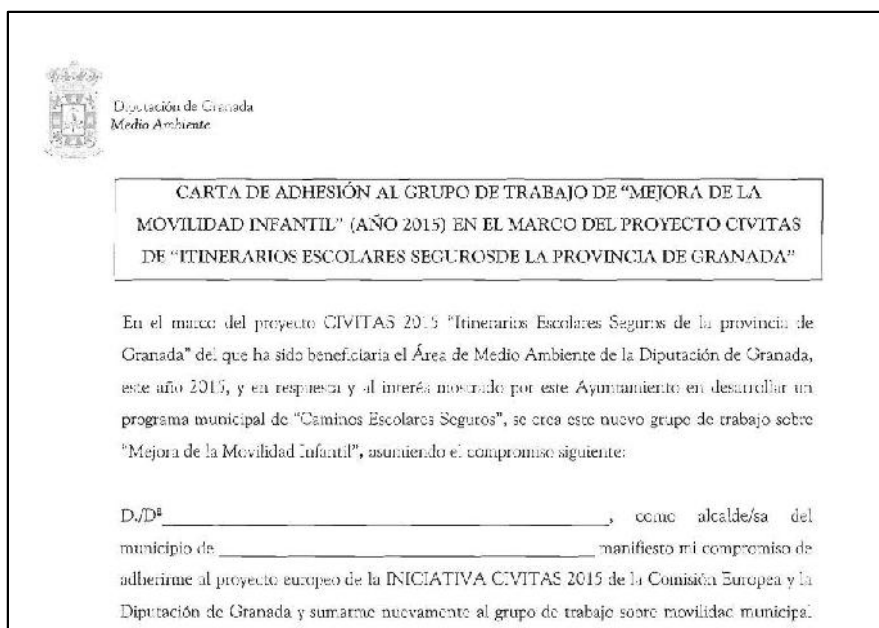 Diputación de Granada
Medio Ambiente
CARTA DE ADHESIÓN AL GRUPO DE TRABAJO DE “MEJORA DE LA
MOVILIDAD INFANTIL” (AÑO 2015) EN EL MARCO DEL PROYECTO CIVITAS
DE “ITINERARIOS ESCOLARES SEGUROSDE LA PROVINCIA DE GRANADA”
En el marco del proyecto CIVITAS 2015 “Itinerarios Escolares Seguros de la provincia de
Granada” del que ha sido beneficiaria el Área de Medio Ambiente de la Diputación de Granada,
este año 2015, y en respuesta y al interés mostrado por este Ayuntamiento en desarrollar un
programa municipal de “Caminos Escolares Seguros”, se crea este nuevo grupo de trabajo sobre
“Mejora de la Movilidad Infantil”, asumiendo el compromiso siguiente:
D./Dª____________________, como alcalde/sa del
municipio de ____________________ manifiesto mi compromiso de
adherirme al proyecto europeo de la INICIATIVA CIVITAS 2015 de la Comisión Europea y la
Diputación de Granada y sumarme nuevamente al grupo de trabajo sobre movilidad municipal